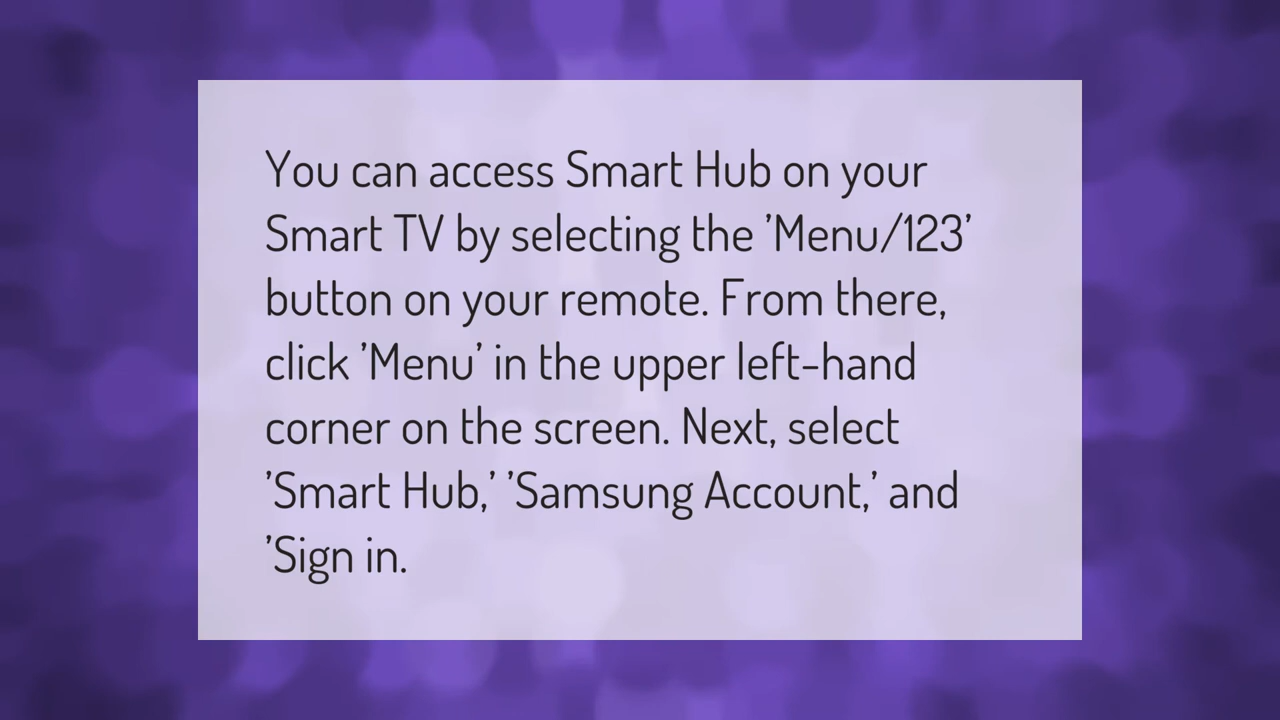 You can access Smart Hub on your
Smart TV by selecting the ’Menu/123’
button on your remote. From there,
click ’Menu’ in the upper left-hand
corner on the screen. Next, select
’Smart Hub,’ ’Samsung Account,’ and
’Sign in.